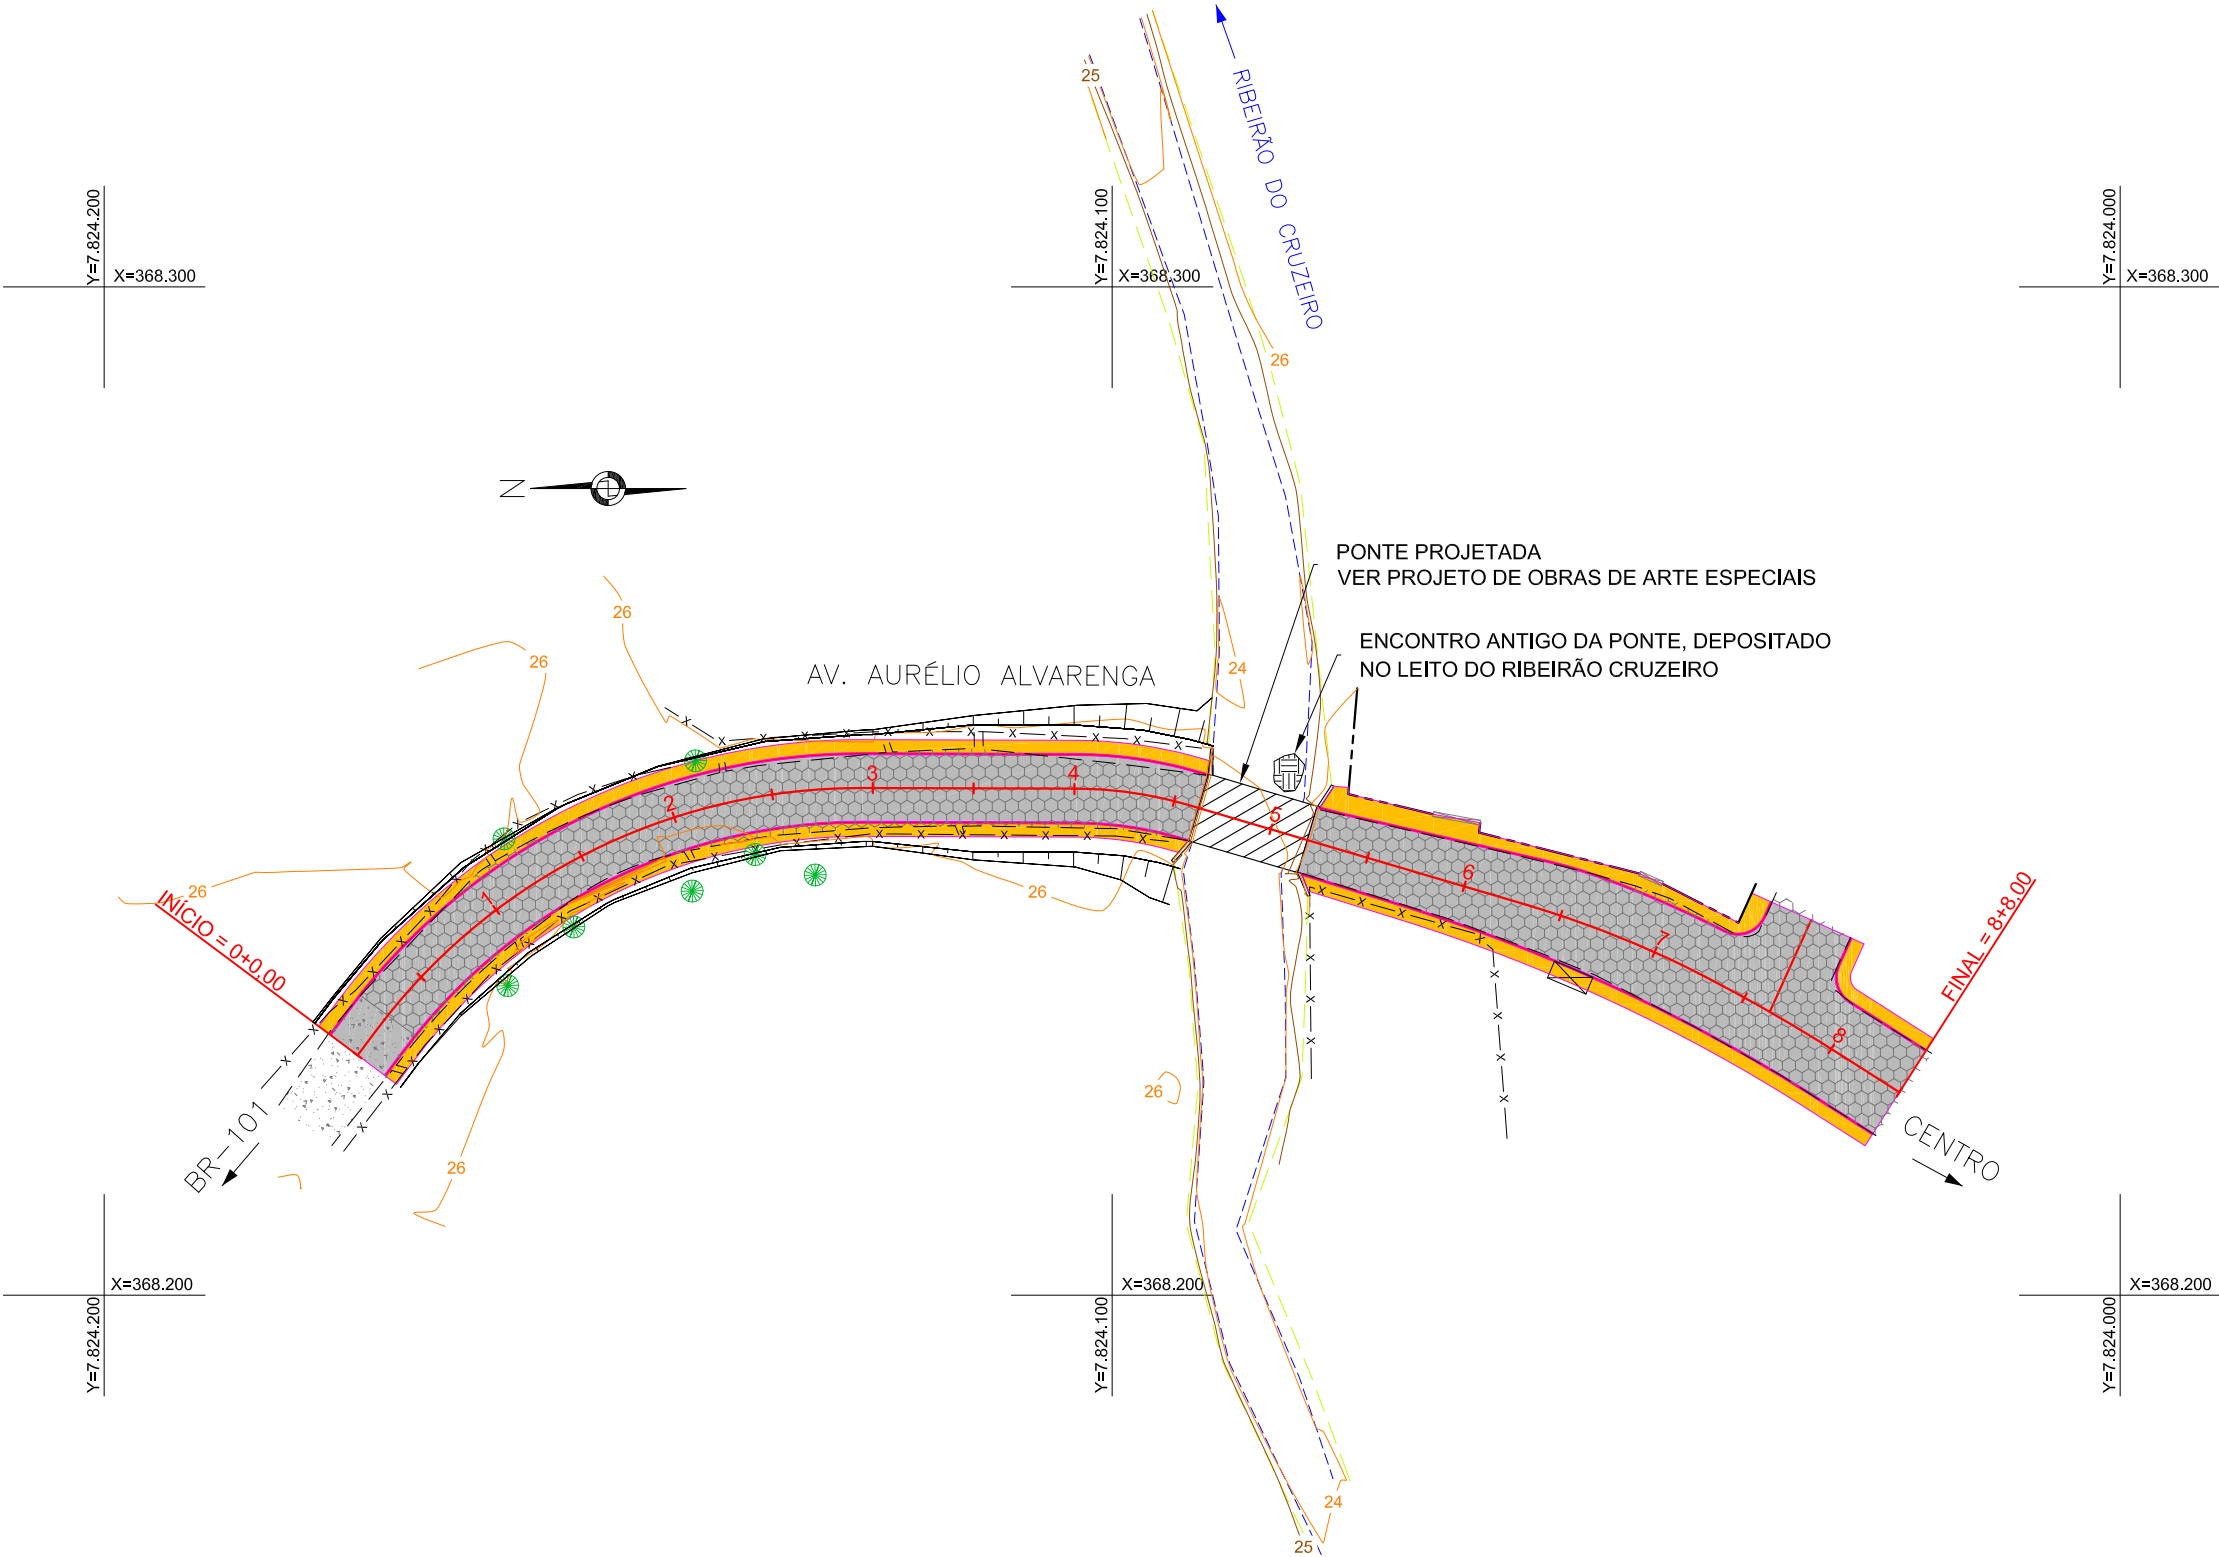 25
RIBEIRÃO DO CRUZEIRO
Y=7.824.200
X=368.300
Y=7.824.100
X=368.300
Y=7.824.000
X=368.300
26
N
PONTE PROJETADA
VER PROJETO DE OBRAS DE ARTE ESPECIAIS
26
26
ENCONTRO ANTIGO DA PONTE, DEPOSITADO
NO LEITO DO RIBEIRÃO CRUZEIRO
24
AV. AURÉLIO ALVARENGA
3
4
2
5
6
1
26
26
INÍCIO = 0+0,00
7
FINAL = 8+8,00
8
26
BR-101
26
CENTRO
X=368.200
Y=7.824.200
X=368.200
Y=7.824.100
X=368.200
Y=7.824.000
24
25